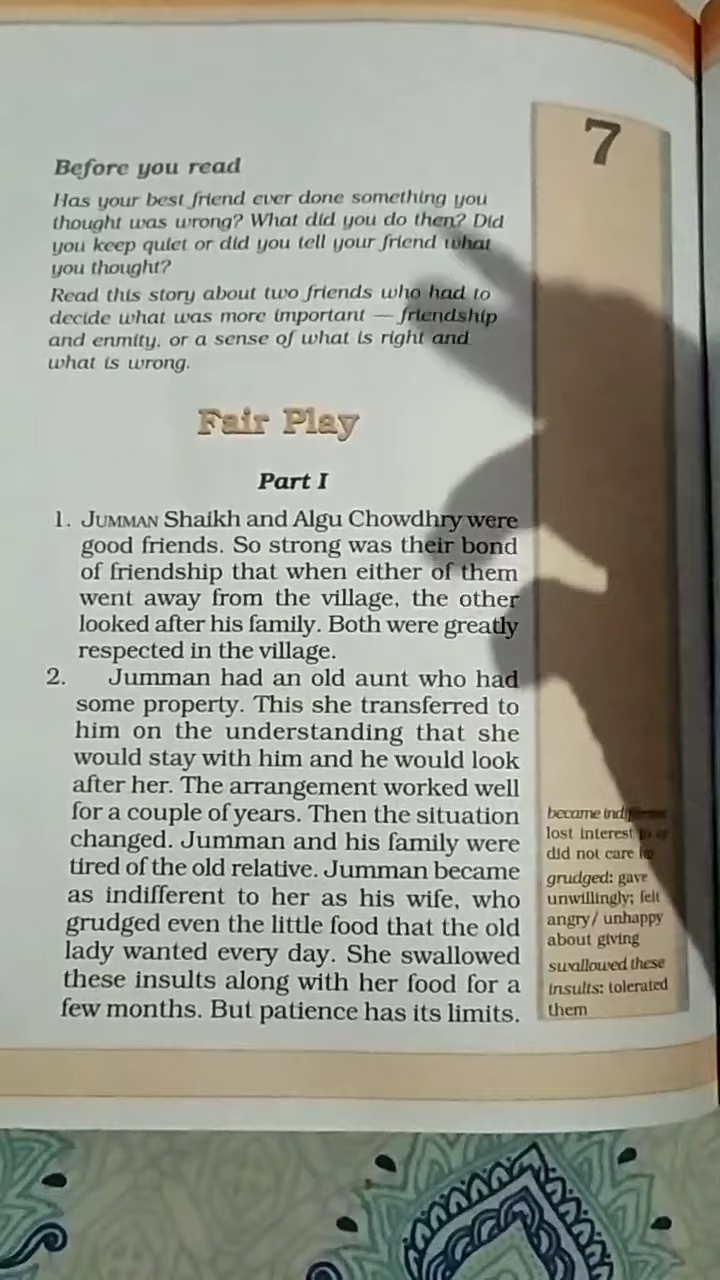 7
Before you read
Has your best friend ever done something you
thought was wrong? What did you do then? Did
you keep quiet or did you tell your friend what
you thought?
Read this story about two friends who had to
decide what was more important — friendship
and enmity, or a sense of what is right and
what is wrong.
Fair Play
Part I
1. JUMMAN Shaikh and Algu Chowdhry were
good friends. So strong was their bond
of friendship that when either of them
went away from the village, the other
looked after his family. Both were greatly
respected in the village.
2. Jumman had an old aunt who had
some property. This she transferred to
him on the understanding that she
would stay with him and he would look
after her. The arrangement worked well
for a couple of years. Then the situation
changed. Jumman and his family were
tired of the old relative. Jumman became
as indifferent to her as his wife, who
grudged even the little food that the old
lady wanted every day. She swallowed
these insults along with her food for a
few months. But patience has its limits.
became
lost interest
did not care
grudged: gave
unwillingly; felt
angry/ unhappy
about giving
swallowed these
insults: tolerated
them